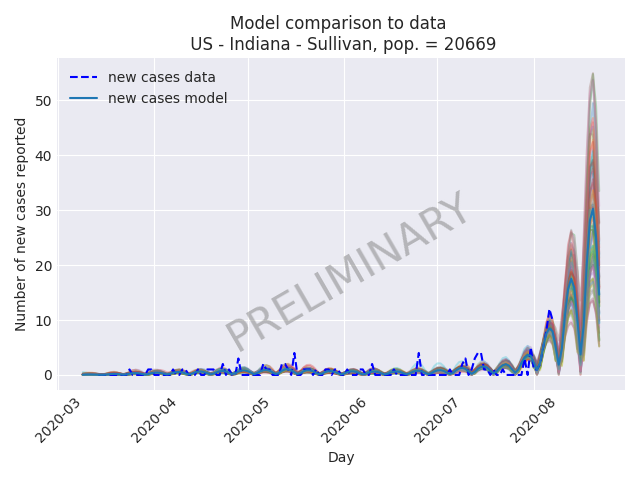 Model comparison to data
US - Indiana - Sullivan, pop. = 20669
new cases data
new cases model
Number of new cases reported
50
40
30
20
10
0
PRELIMINARY
2020-03
2020-04
2020-05
2020-06
2020-07
2020-08
Day